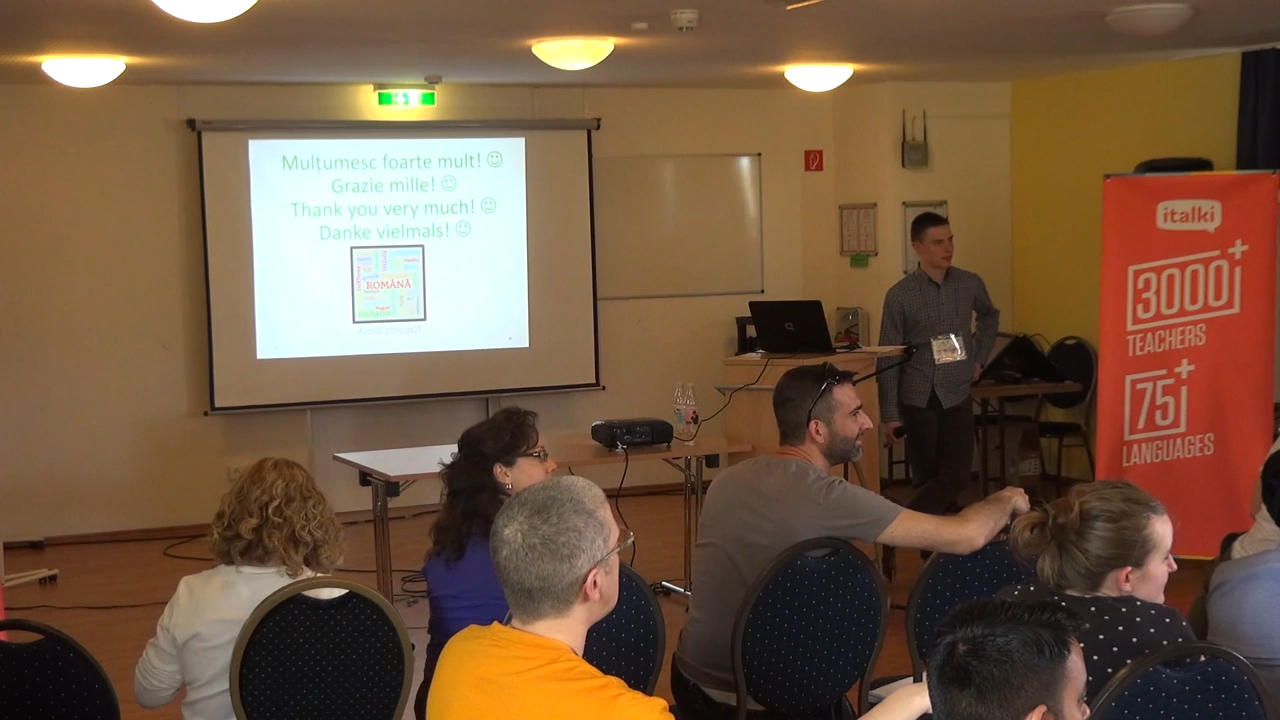 Mulțumesc foarte mult! ☺
Grazie mille! ☺
Thank you very much! ☺
Danke vielmals! ☺
ROMÂNĂ
italki
3000+
TEACHERS
75+
LANGUAGES